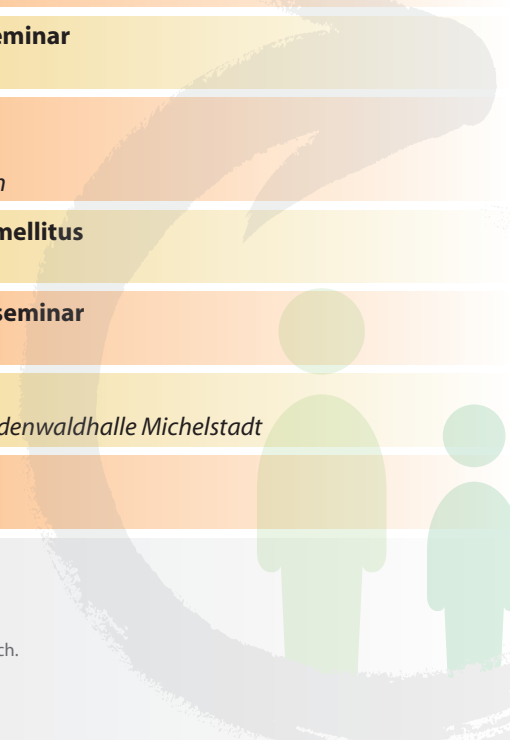 eminar
n
mellitus
seminar
denwaldhalle Michelstadt
ch.